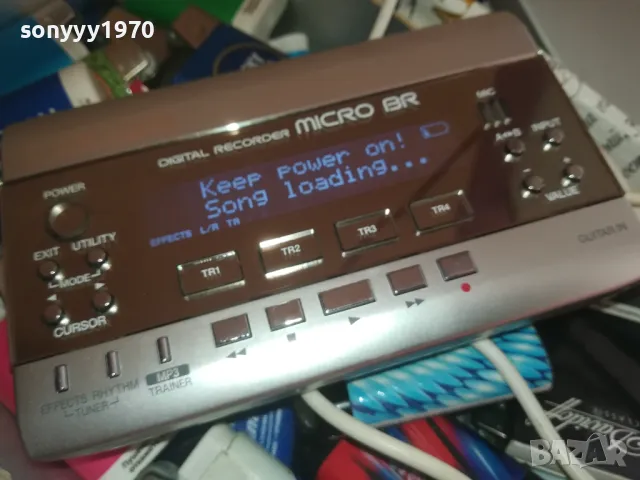 sonyyy1970
DIGITAL RECORDER MICRO BR
MIC
POWER
Keep power on!
Song loading...
A↔B INPUT
EFFECTS L/R TR
EXIT UTILITY
MODE
TR1 TR2 TR3 TR4
- +
VALUE
GUITAR IN
CURSOR
EFFECTS RHYTHM
TUNER
MP3
TRAINER
bazar